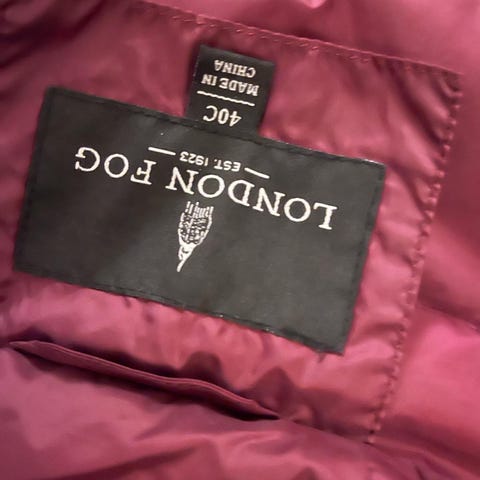 LONDON FOG
EST. 1923
40C
MADE IN
CHINA